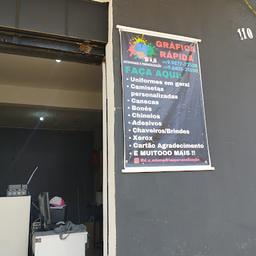 110
GRÁFICA
RÁPIDA
FAÇA AQUI:
• Uniformes em geral
• Camisetas
personalizadas
• Canecas
• Bonés
• Chinelos
• Adesivos
• Chaveiros/Brindes
• Xerox
• Cartão Agradecimento
• E MUITOOO MAIS !!